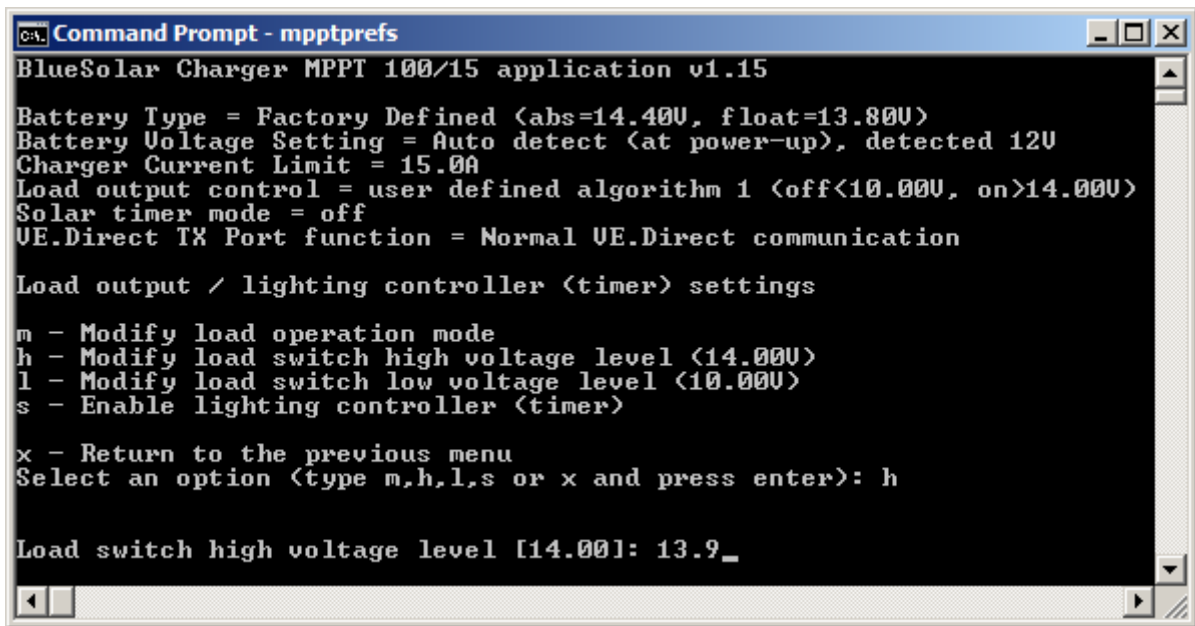 Command Prompt - mpptprefs
BlueSolar Charger MPPT 100/15 application v1.15
Battery Type = Factory Defined (abs=14.40V, float=13.80V)
Battery Voltage Setting = Auto detect (at power-up), detected 12V
Charger Current Limit = 15.0A
Load output control = user defined algorithm 1 (off<10.00V, on>14.00V)
Solar timer mode = off
VE.Direct TX Port function = Normal VE.Direct communication
Load output / lighting controller (timer) settings
m - Modify load operation mode
h - Modify load switch high voltage level (14.00V)
l - Modify load switch low voltage level (10.00V)
s - Enable lighting controller (timer)
x - Return to the previous menu
Select an option (type m,h,l,s or x and press enter): h
Load switch high voltage level [14.00]: 13.9_